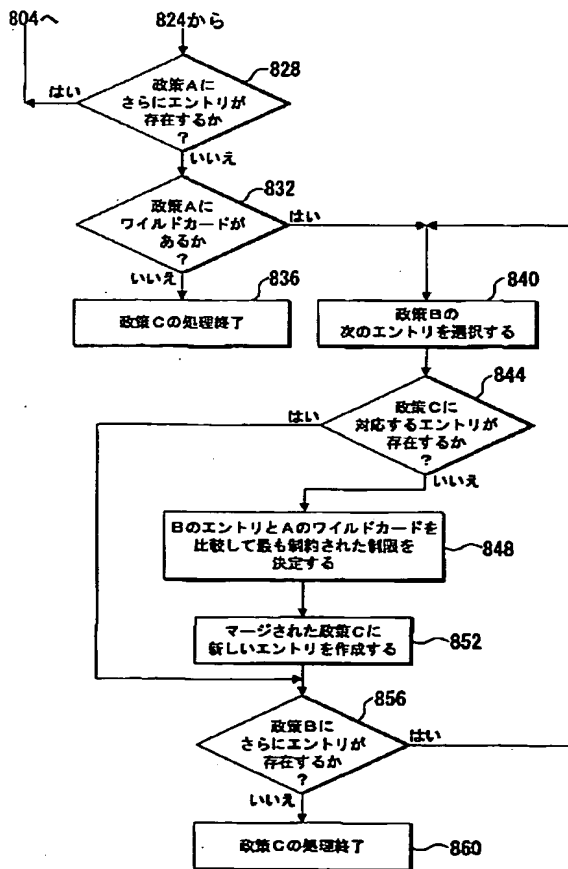 804へ
824から
828
政策Aに
さらにエントリが
存在するか
?
はい
いいえ
832
政策Aに
ワイルドカードが
あるか
?
はい
いいえ
836
政策Cの処理終了
840
政策Bの
次のエントリを選択する
844
政策Cに
対応するエントリが
存在するか
?
はい
いいえ
BのエントリとAのワイルドカードを
比較して最も制約された制限を
決定する
848
マージされた政策Cに
新しいエントリを作成する
852
856
政策Bに
さらにエントリが
存在するか
?
はい
いいえ
政策Cの処理終了
860